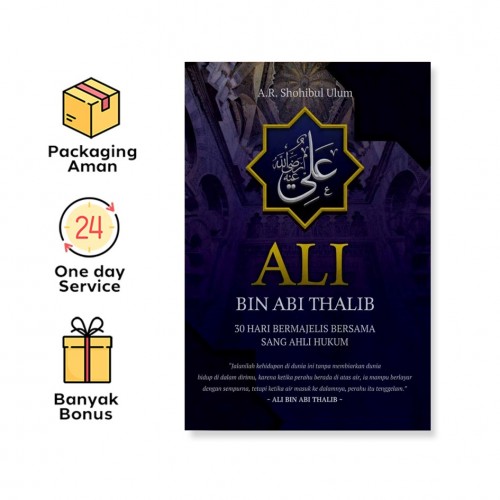 Packaging
Aman
24
One day
Service
Banyak
Bonus
A.R. Shohibul Ulum
عَلِيّ
رضي الله عنه
ALI
BIN ABI THALIB
30 HARI BERMAJELIS BERSAMA
SANG AHLI HUKUM
"Jalanilah kehidupan di dunia ini tanpa membiarkan dunia
hidup di dalam dirimu, karena ketika perahu berada di atas air, ia mampu berlayar
dengan sempurna, tetapi ketika air masuk ke dalamnya, perahu itu tenggelam."
- ALI BIN ABI THALIB -